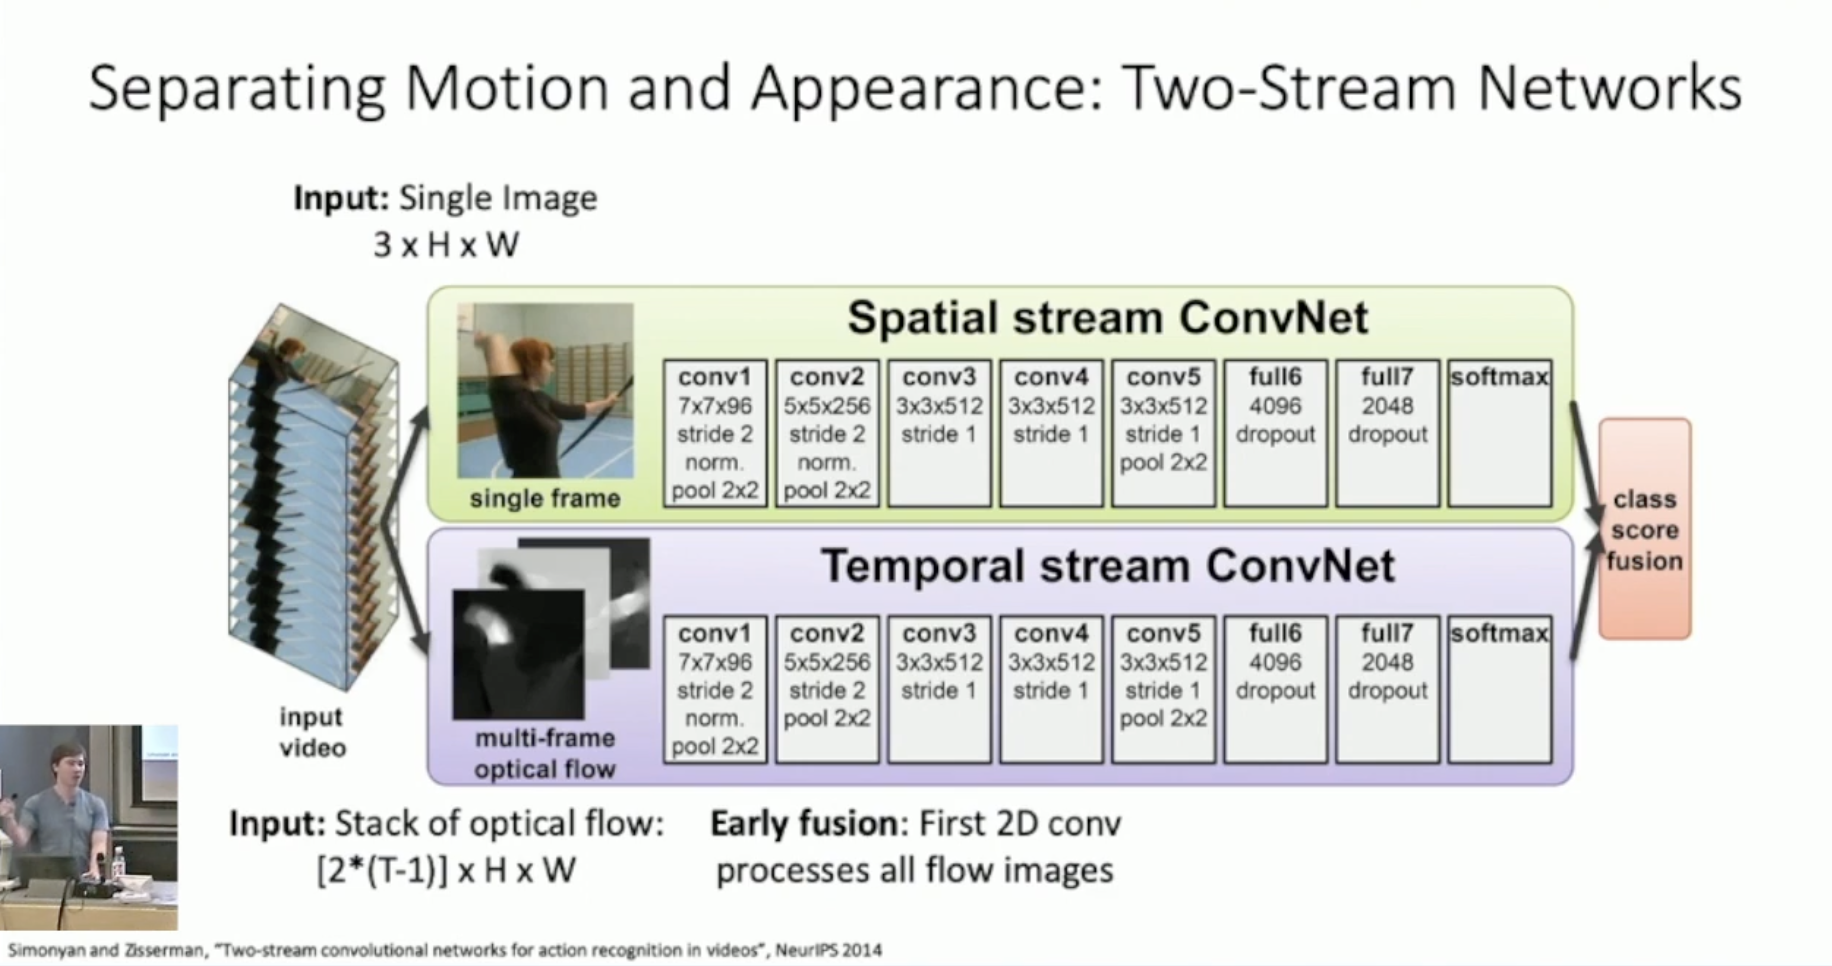 Separating Motion and Appearance: Two-Stream Networks
Input: Single Image
3 x H x W
Spatial stream ConvNet
single frame
conv1
7x7x96
stride 2
norm.
pool 2x2
conv2
5x5x256
stride 2
norm.
pool 2x2
conv3
3x3x512
stride 1
conv4
3x3x512
stride 1
conv5
3x3x512
stride 1
pool 2x2
full6
4096
dropout
full7
2048
dropout
softmax
Temporal stream ConvNet
multi-frame
optical flow
conv1
7x7x96
stride 2
norm.
pool 2x2
conv2
5x5x256
stride 2
pool 2x2
conv3
3x3x512
stride 1
conv4
3x3x512
stride 1
conv5
3x3x512
stride 1
pool 2x2
full6
4096
dropout
full7
2048
dropout
softmax
class
score
fusion
input
video
Input: Stack of optical flow:
[2*(T-1)] x H x W
Early fusion: First 2D conv
processes all flow images
Simonyan and Zisserman, "Two-stream convolutional networks for action recognition in videos", NeurIPS 2014